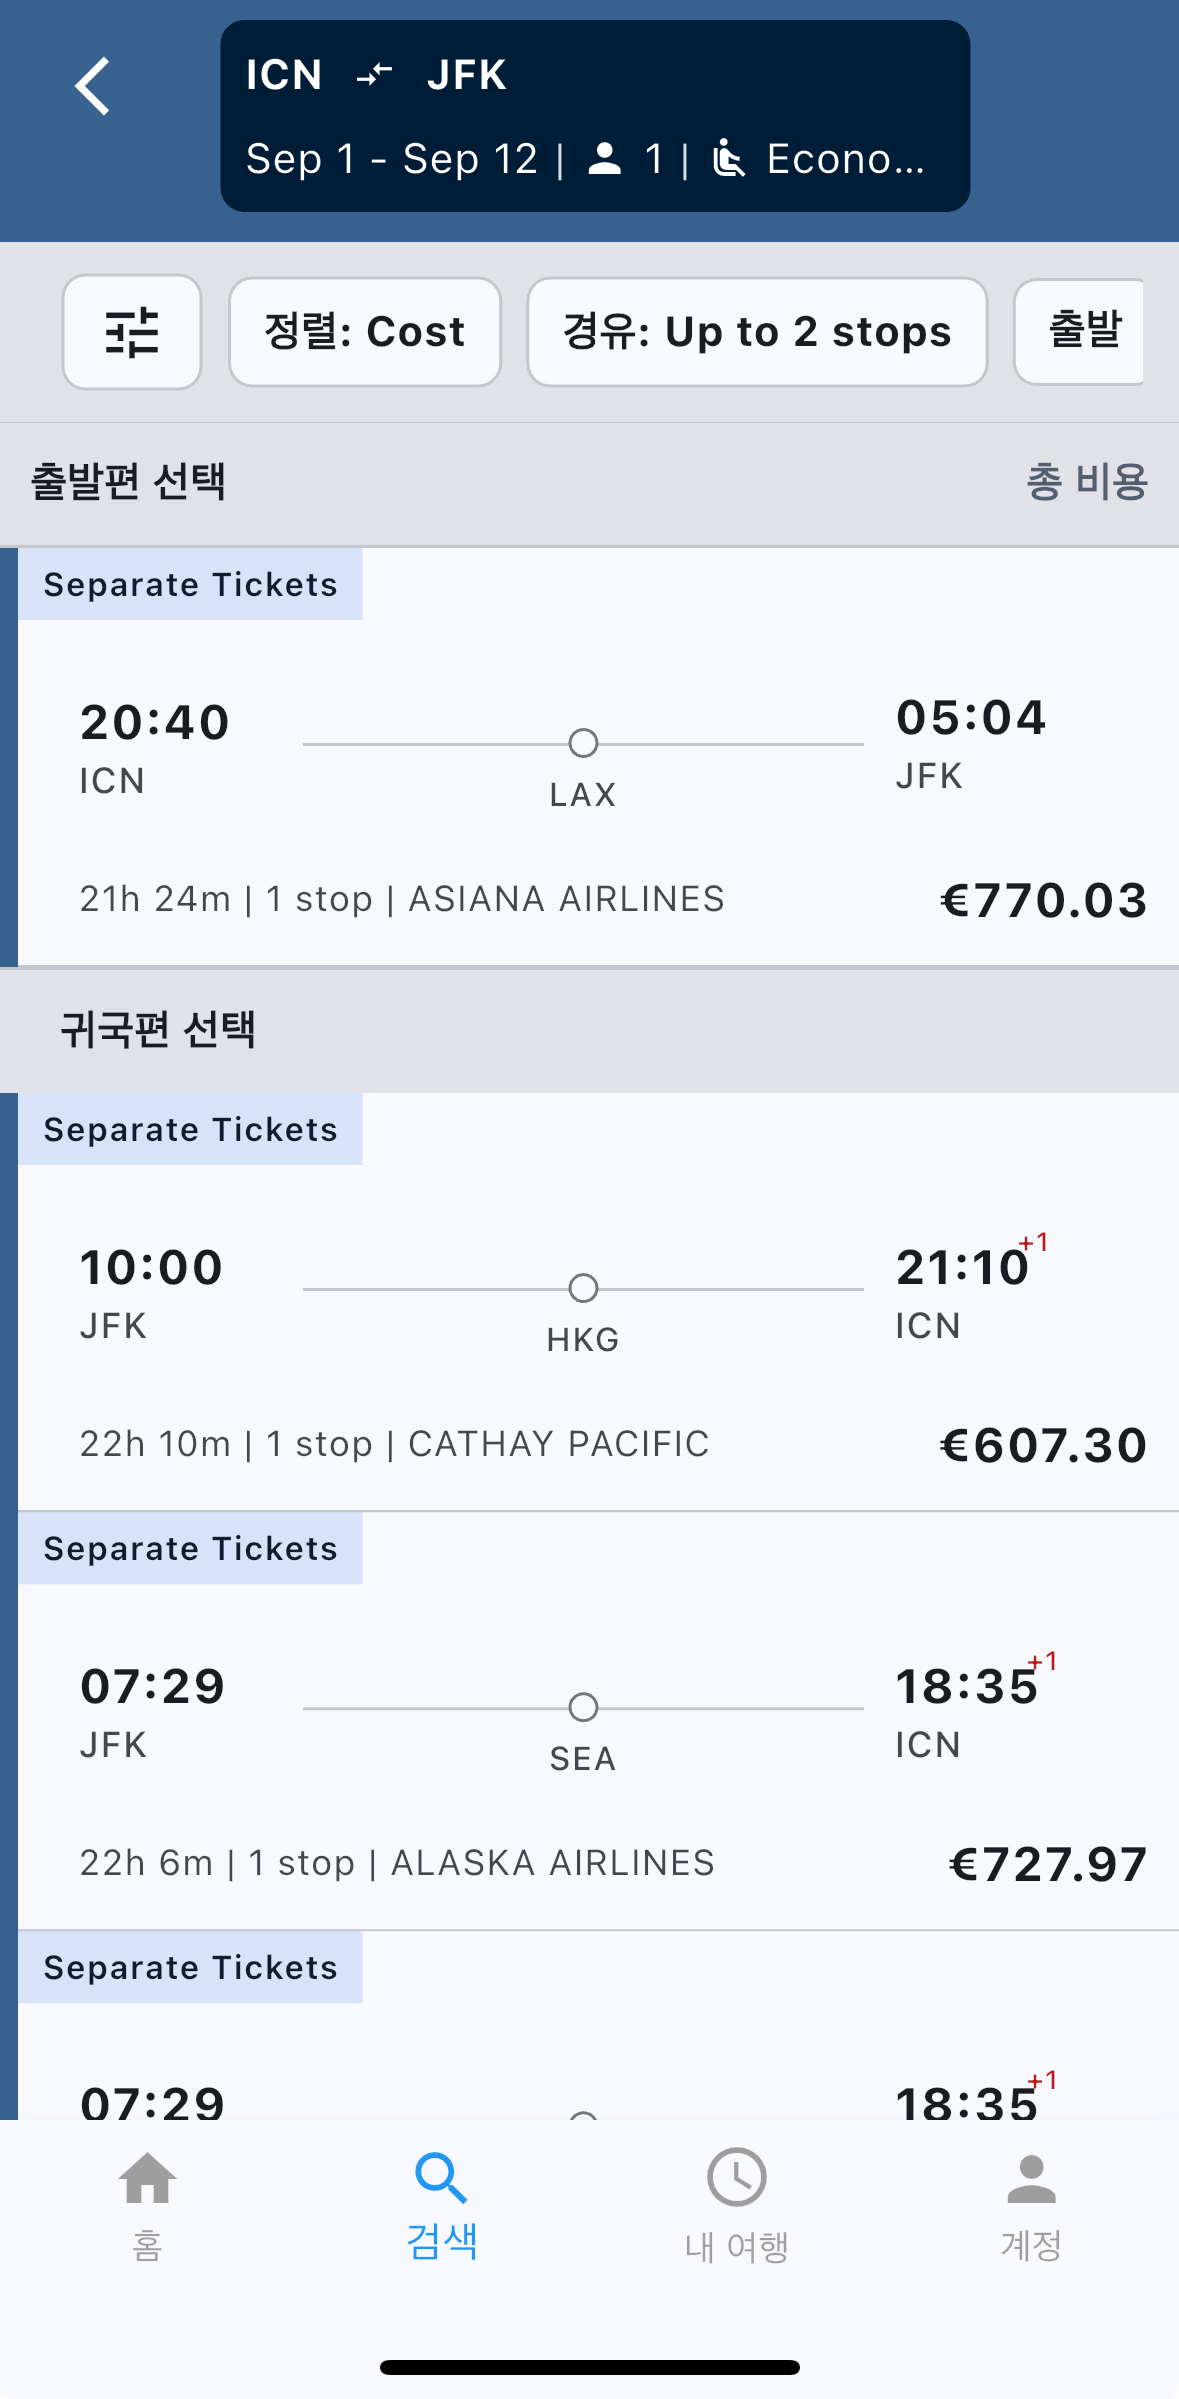 ICN JFK
Sep 1 - Sep 12 | 1 | Econo...
정렬: Cost
경유: Up to 2 stops
출발
출발편 선택
총 비용
Separate Tickets
20:40
05:04
ICN
JFK
LAX
21h 24m | 1 stop | ASIANA AIRLINES
€770.03
귀국편 선택
Separate Tickets
10:00
21:10+1
JFK
ICN
HKG
22h 10m | 1 stop | CATHAY PACIFIC
€607.30
Separate Tickets
07:29
18:35+1
JFK
ICN
SEA
22h 6m | 1 stop | ALASKA AIRLINES
€727.97
Separate Tickets
07:29
18:35+1
홈
검색
내 여행
계정